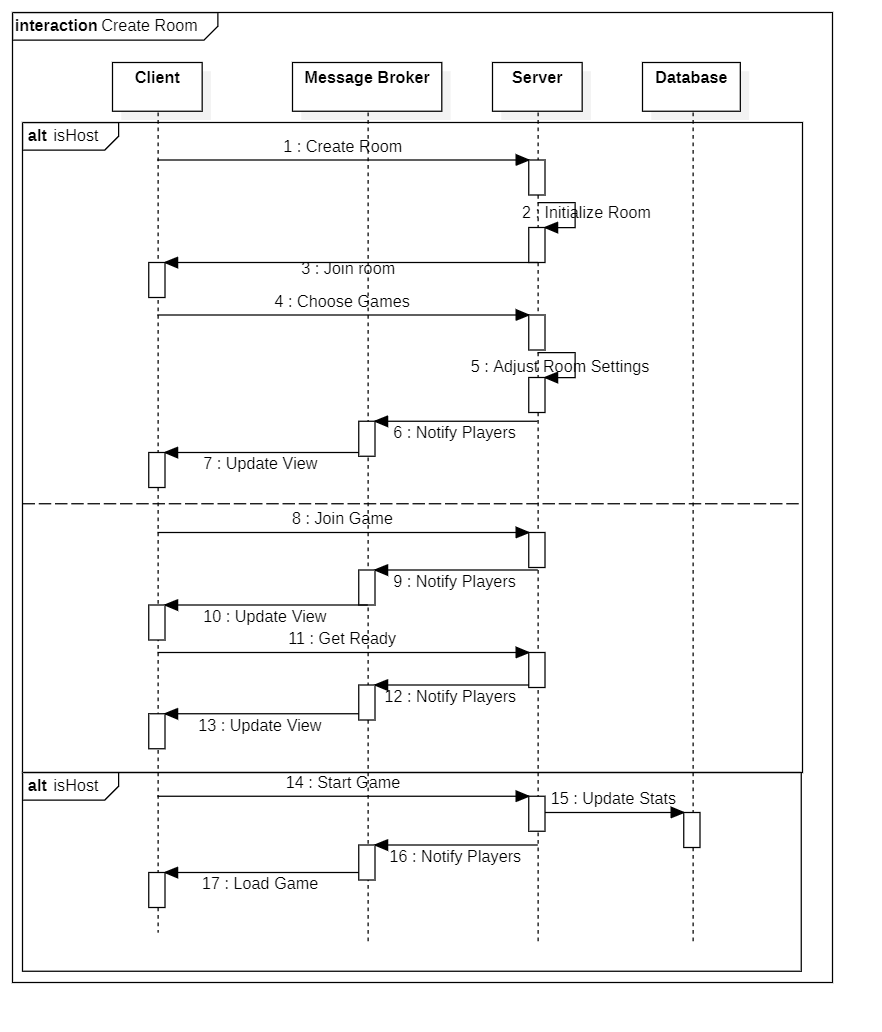 interaction Create Room
Client
Message Broker
Server
Database
alt isHost
1 : Create Room
2 : Initialize Room
3 : Join room
4 : Choose Games
5 : Adjust Room Settings
6 : Notify Players
7 : Update View
8 : Join Game
9 : Notify Players
10 : Update View
11 : Get Ready
12 : Notify Players
13 : Update View
alt isHost
14 : Start Game
15 : Update Stats
16 : Notify Players
17 : Load Game